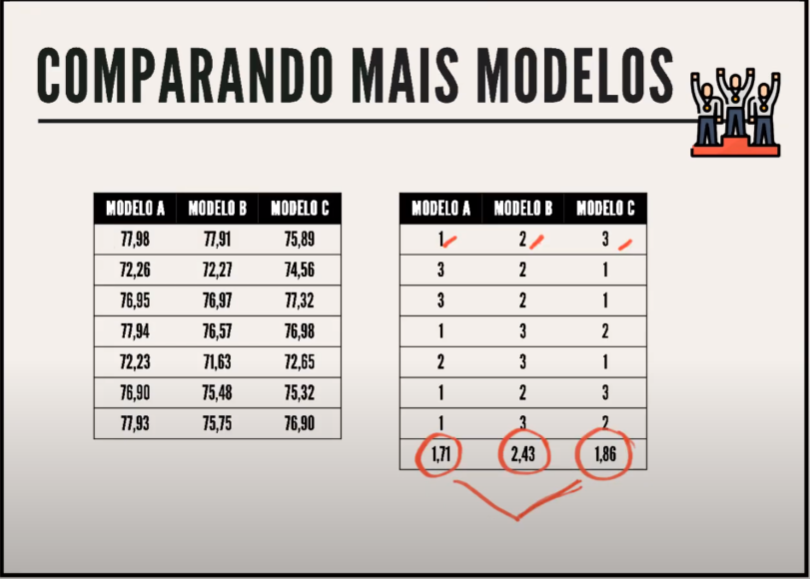 COMPARANDO MAIS MODELOS
MODELO A MODELO B MODELO C
77,98 77,91 75,89
72,26 72,27 74,56
76,95 76,97 77,32
77,94 76,57 76,98
72,23 71,63 72,65
76,90 75,48 75,32
77,93 75,75 76,90
MODELO A MODELO B MODELO C
1 2 3
3 2 1
3 2 1
1 3 2
2 3 1
1 2 3
1 3 2
1,71 2,43 1,86